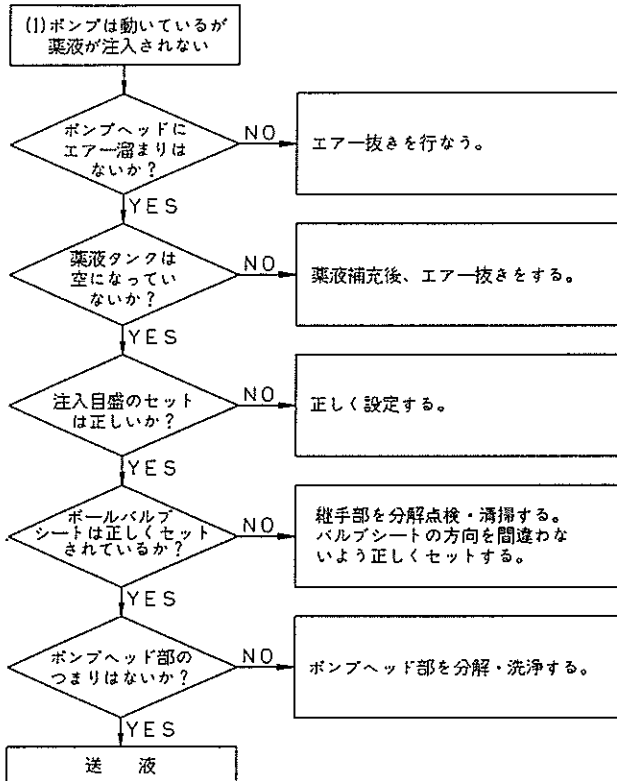 (1)ポンプは動いているが
薬液が注入されない
ポンプヘッドに
エアー溜まりは
ないか？
NO
エアー抜きを行なう。
YES
薬液タンクは
空になってい
ないか？
NO
薬液補充後、エアー抜きをする。
YES
注入目盛のセット
は正しいか？
NO
正しく設定する。
YES
ボールバルブ
シートは正しくセット
されているか？
NO
継手部を分解点検・清掃する。
バルブシートの方向を間違わな
いよう正しくセットする。
YES
ポンプヘッド部の
つまりはないか？
NO
ポンプヘッド部を分解・洗浄する。
YES
送　液